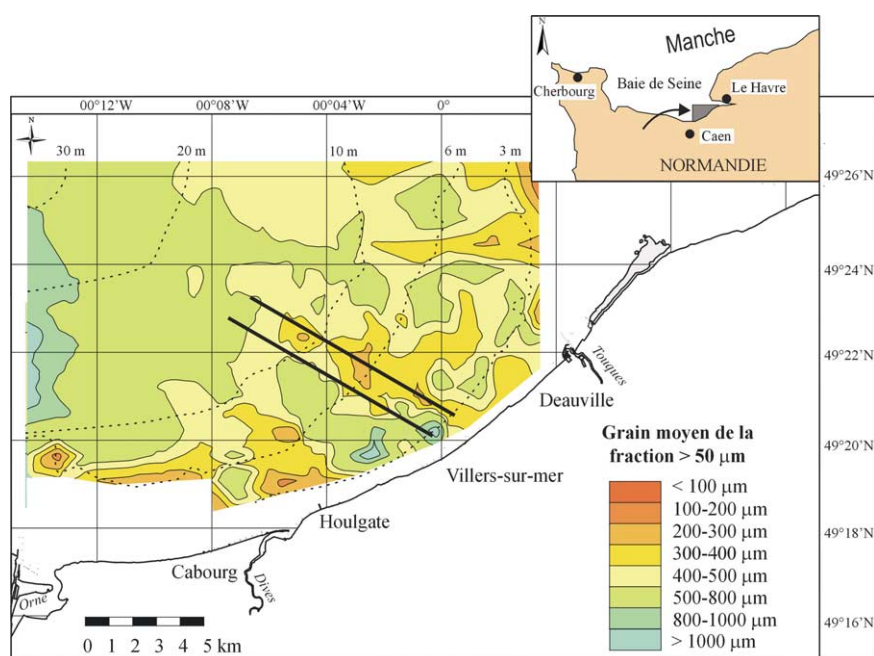 Manche
N
Baie de Seine
Cherbourg
Le Havre
Caen
NORMANDIE
00°12'W 00°08'W 00°04'W 0°
N
30 m 20 m 10 m 6 m 3 m
49°26'N
49°24'N
49°22'N
49°20'N
49°18'N
49°16'N
Touques
Deauville
Villers-sur-mer
Houlgate
Cabourg
Dives
Orne
Grain moyen de la
fraction > 50 µm
< 100 µm
100-200 µm
200-300 µm
300-400 µm
400-500 µm
500-800 µm
800-1000 µm
> 1000 µm
0 1 2 3 4 5 km